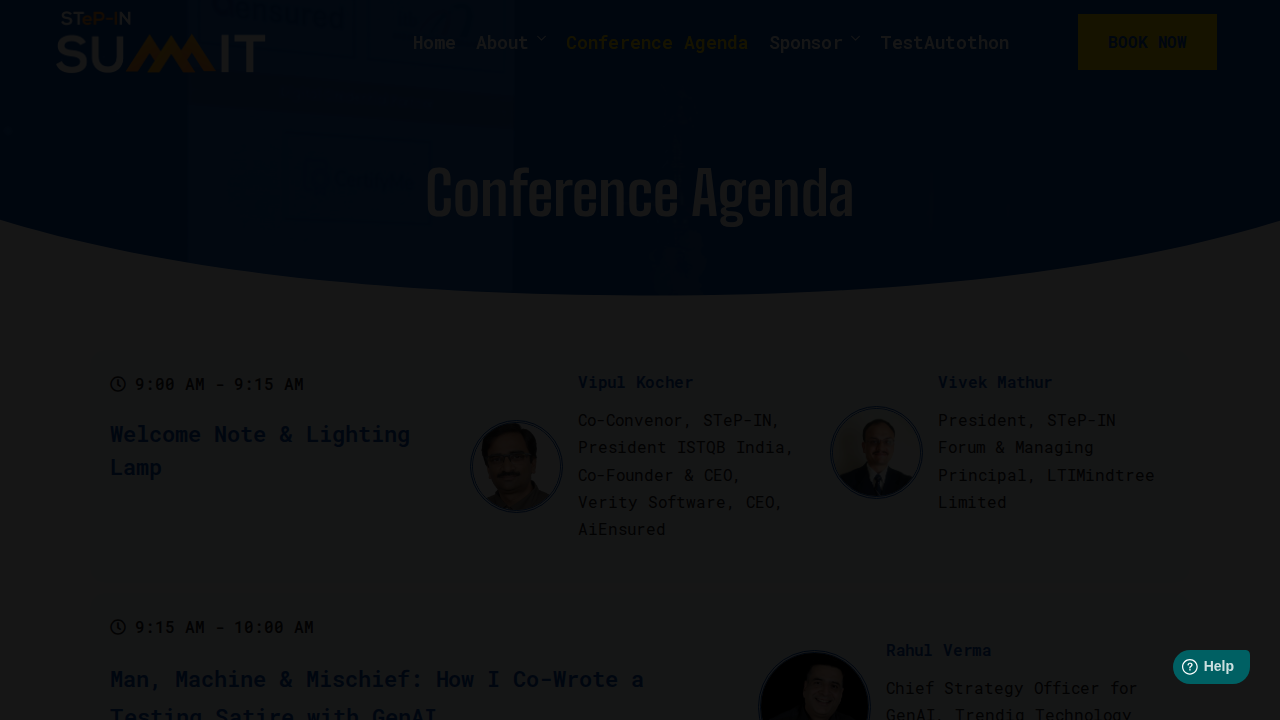 STeP-IN
SUMMIT
Home
About
Conference Agenda
Sponsor
TestAutothon
BOOK NOW
Conference Agenda
9:00 AM - 9:15 AM
Welcome Note & Lighting
Lamp
Vipul Kocher
Co-Convenor, STeP-IN,
President ISTQB India,
Co-Founder & CEO,
Verity Software, CEO,
AiEnsured
Vivek Mathur
President, STeP-IN
Forum & Managing
Principal, LTIMindtree
Limited
9:15 AM - 10:00 AM
Man, Machine & Mischief: How I Co-Wrote a
Testing Satire with GenAI
Rahul Verma
Chief Strategy Officer for
GenAI, Trendig Technology
Help